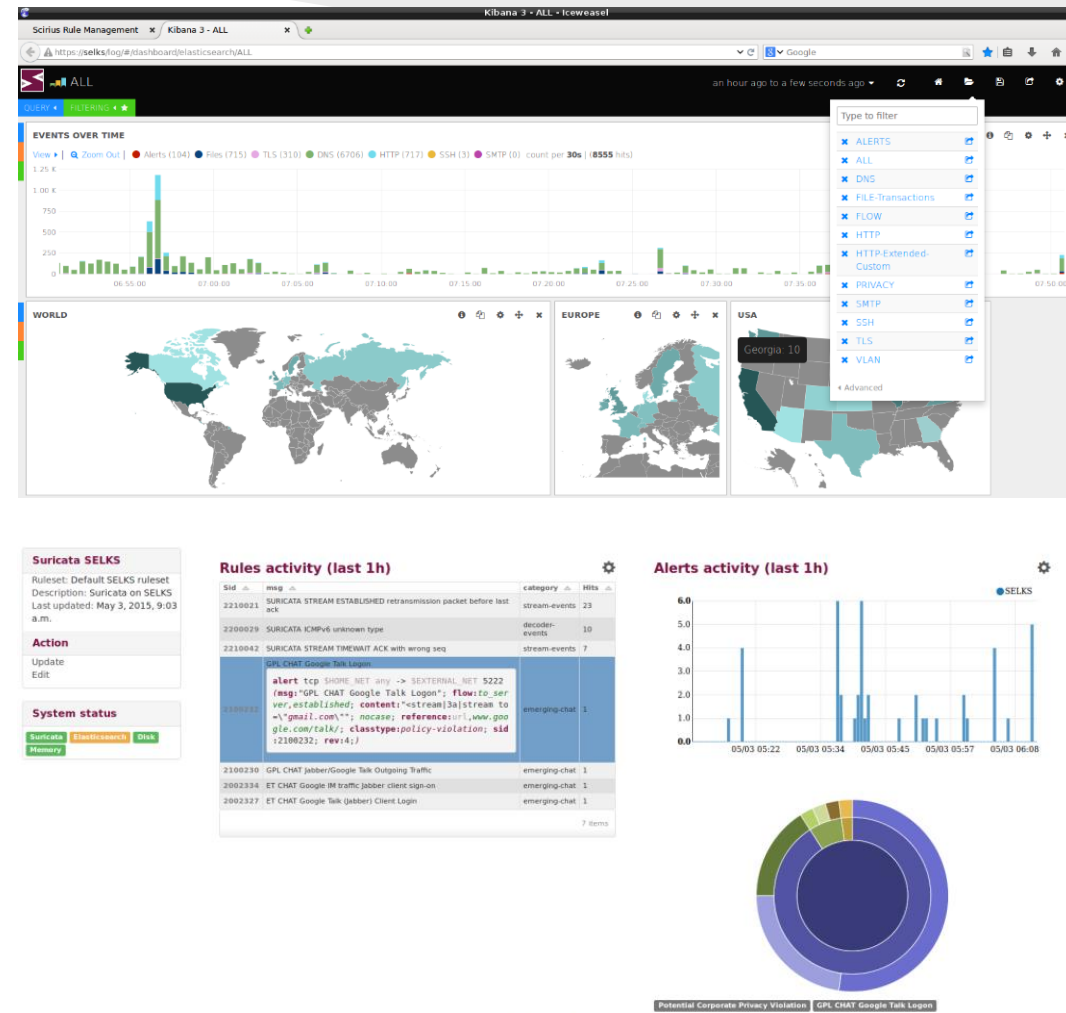 Kibana 3 - ALL - Iceweasel
Scirius Rule Management
Kibana 3 - ALL
https://selks/log/#/dashboard/elasticsearch/ALL
Google
ALL
an hour ago to a few seconds ago
QUERY
FILTERING
Type to filter
ALERTS
ALL
DNS
FILE-Transactions
FLOW
HTTP
HTTP-Extended-
Custom
PRIVACY
SMTP
SSH
TLS
VLAN
Advanced
EVENTS OVER TIME
View | Zoom Out | Alerts (104) Files (715) TLS (310) DNS (6706) HTTP (717) SSH (3) SMTP (0) count per 30s | (8555 hits)
1.25 K
1.00 K
750
500
250
0
06:55:00 07:00:00 07:05:00 07:10:00 07:15:00 07:20:00 07:25:00 07:30:00 07:35:00 07:50:00
WORLD
EUROPE
USA
Georgia: 10
Suricata SELKS
Ruleset: Default SELKS ruleset
Description: Suricata on SELKS
Last updated: May 3, 2015, 9:03
a.m.
Action
Update
Edit
System status
Suricata Elasticsearch Disk
Memory
Rules activity (last 1h)
Sid msg category Hits
2210021 SURICATA STREAM ESTABLISHED retransmission packet before last
ack stream-events 23
2200029 SURICATA ICMPv6 unknown type decoder-
events 10
2210042 SURICATA STREAM TIMEWAIT ACK with wrong seq stream-events 7
GPL CHAT Google Talk Logon
2100232 emerging-chat 1
alert tcp $HOME_NET any -> $EXTERNAL_NET 5222
(msg:"GPL CHAT Google Talk Logon"; flow:to_ser
ver,established; content:"<stream|3a|stream to
=\"gmail.com\""; nocase; reference:url,www.goo
gle.com/talk/; classtype:policy-violation; sid
:2100232; rev:4;)
2100230 GPL CHAT Jabber/Google Talk Outgoing Traffic emerging-chat 1
2002334 ET CHAT Google IM traffic Jabber client sign-on emerging-chat 1
2002327 ET CHAT Google Talk (Jabber) Client Login emerging-chat 1
7 items
Alerts activity (last 1h)
SELKS
6.0
5.0
4.0
3.0
2.0
1.0
0.0
05/03 05:22 05/03 05:34 05/03 05:45 05/03 05:57 05/03 06:08
Potential Corporate Privacy Violation GPL CHAT Google Talk Logon